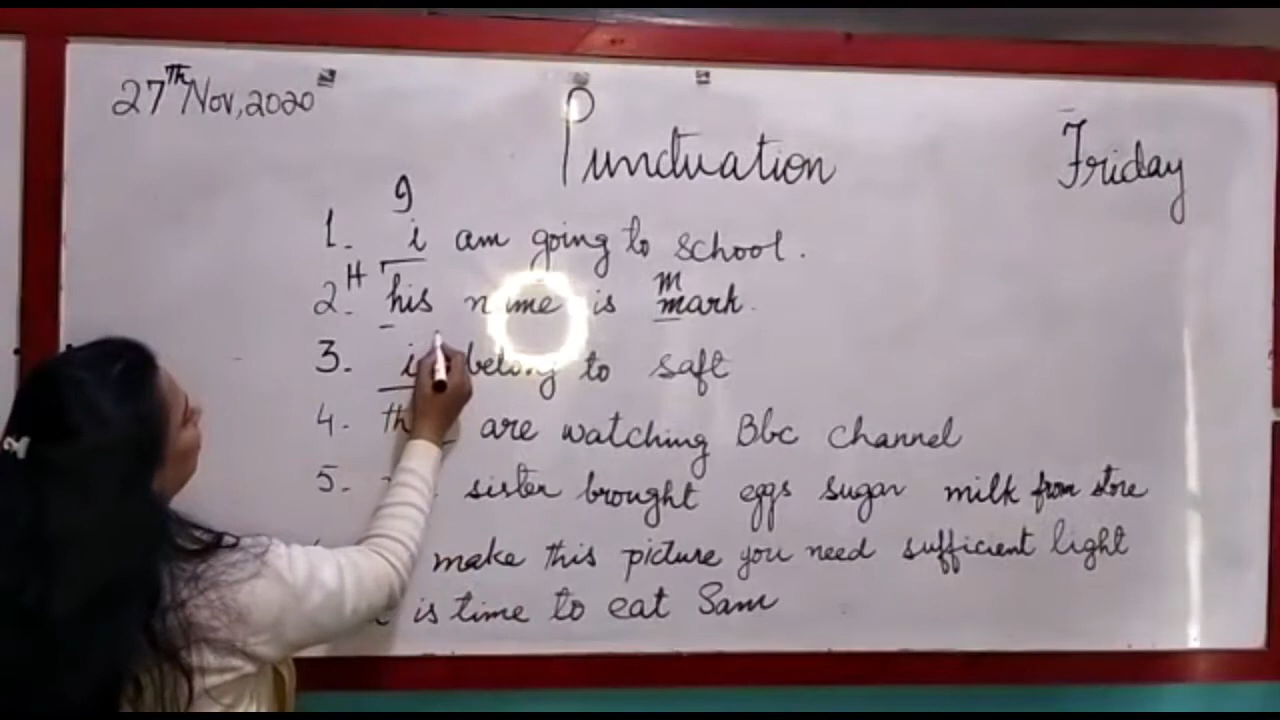 27Th Nov, 2020
Punctuation
Friday
I
1. i am going to school.
H m
2. his name is mark.
3. i belong to saft
4. are watching Bbc channel
5. sister brought eggs sugar milk from store
make this picture you need sufficient light
is time to eat Sam